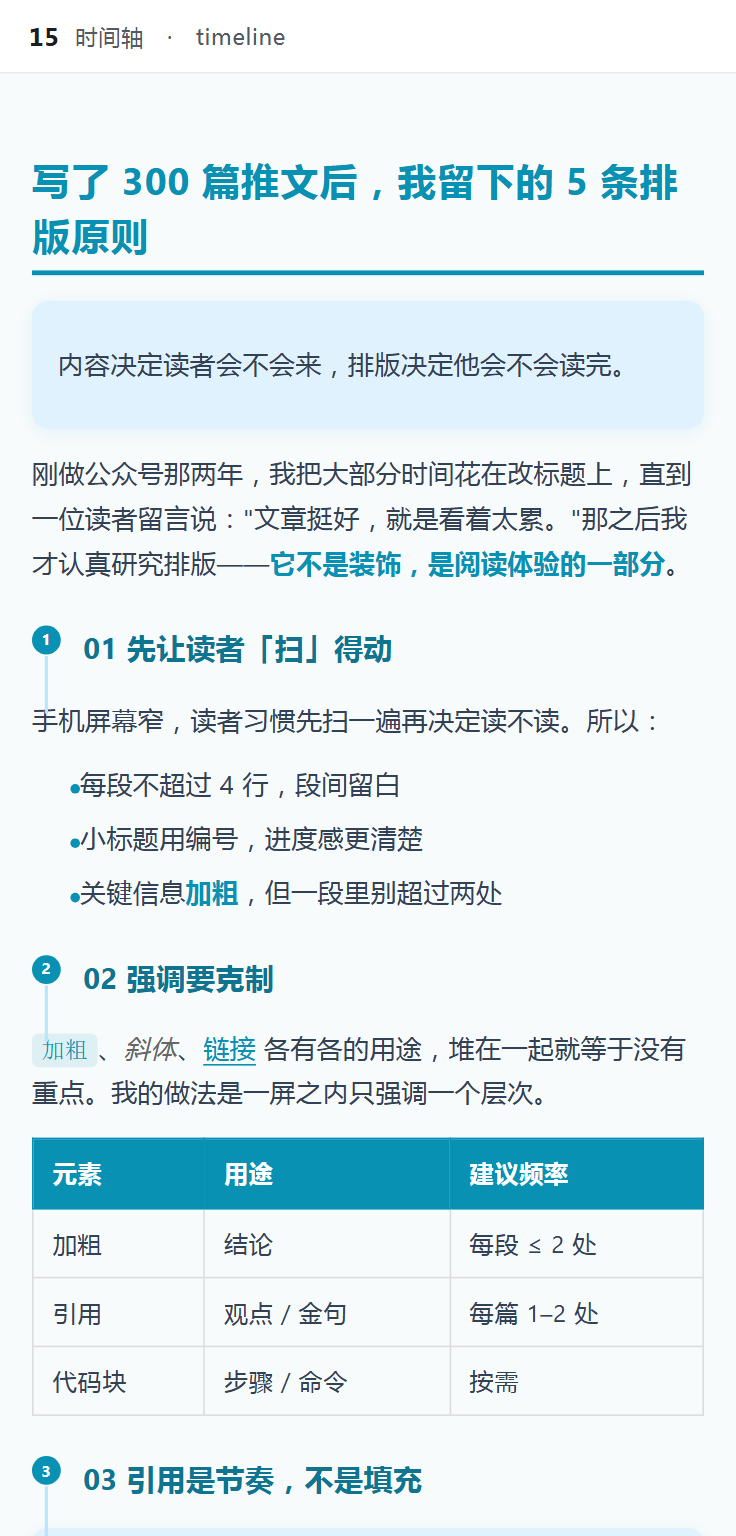 15 时间轴 · timeline
写了 300 篇推文后，我留下的 5 条排
版原则
内容决定读者会不会来，排版决定他会不会读完。
刚做公众号那两年，我把大部分时间花在改标题上，直到
一位读者留言说："文章挺好，就是看着太累。"那之后我
才认真研究排版——它不是装饰，是阅读体验的一部分。
1 01 先让读者「扫」得动
手机屏幕窄，读者习惯先扫一遍再决定读不读。所以：
•每段不超过 4 行，段间留白
•小标题用编号，进度感更清楚
•关键信息加粗，但一段里别超过两处
2 02 强调要克制
加粗、斜体、链接 各有各的用途，堆在一起就等于没有
重点。我的做法是一屏之内只强调一个层次。
元素 用途 建议频率
加粗 结论 每段 ≤ 2 处
引用 观点 / 金句 每篇 1–2 处
代码块 步骤 / 命令 按需
3 03 引用是节奏，不是填充